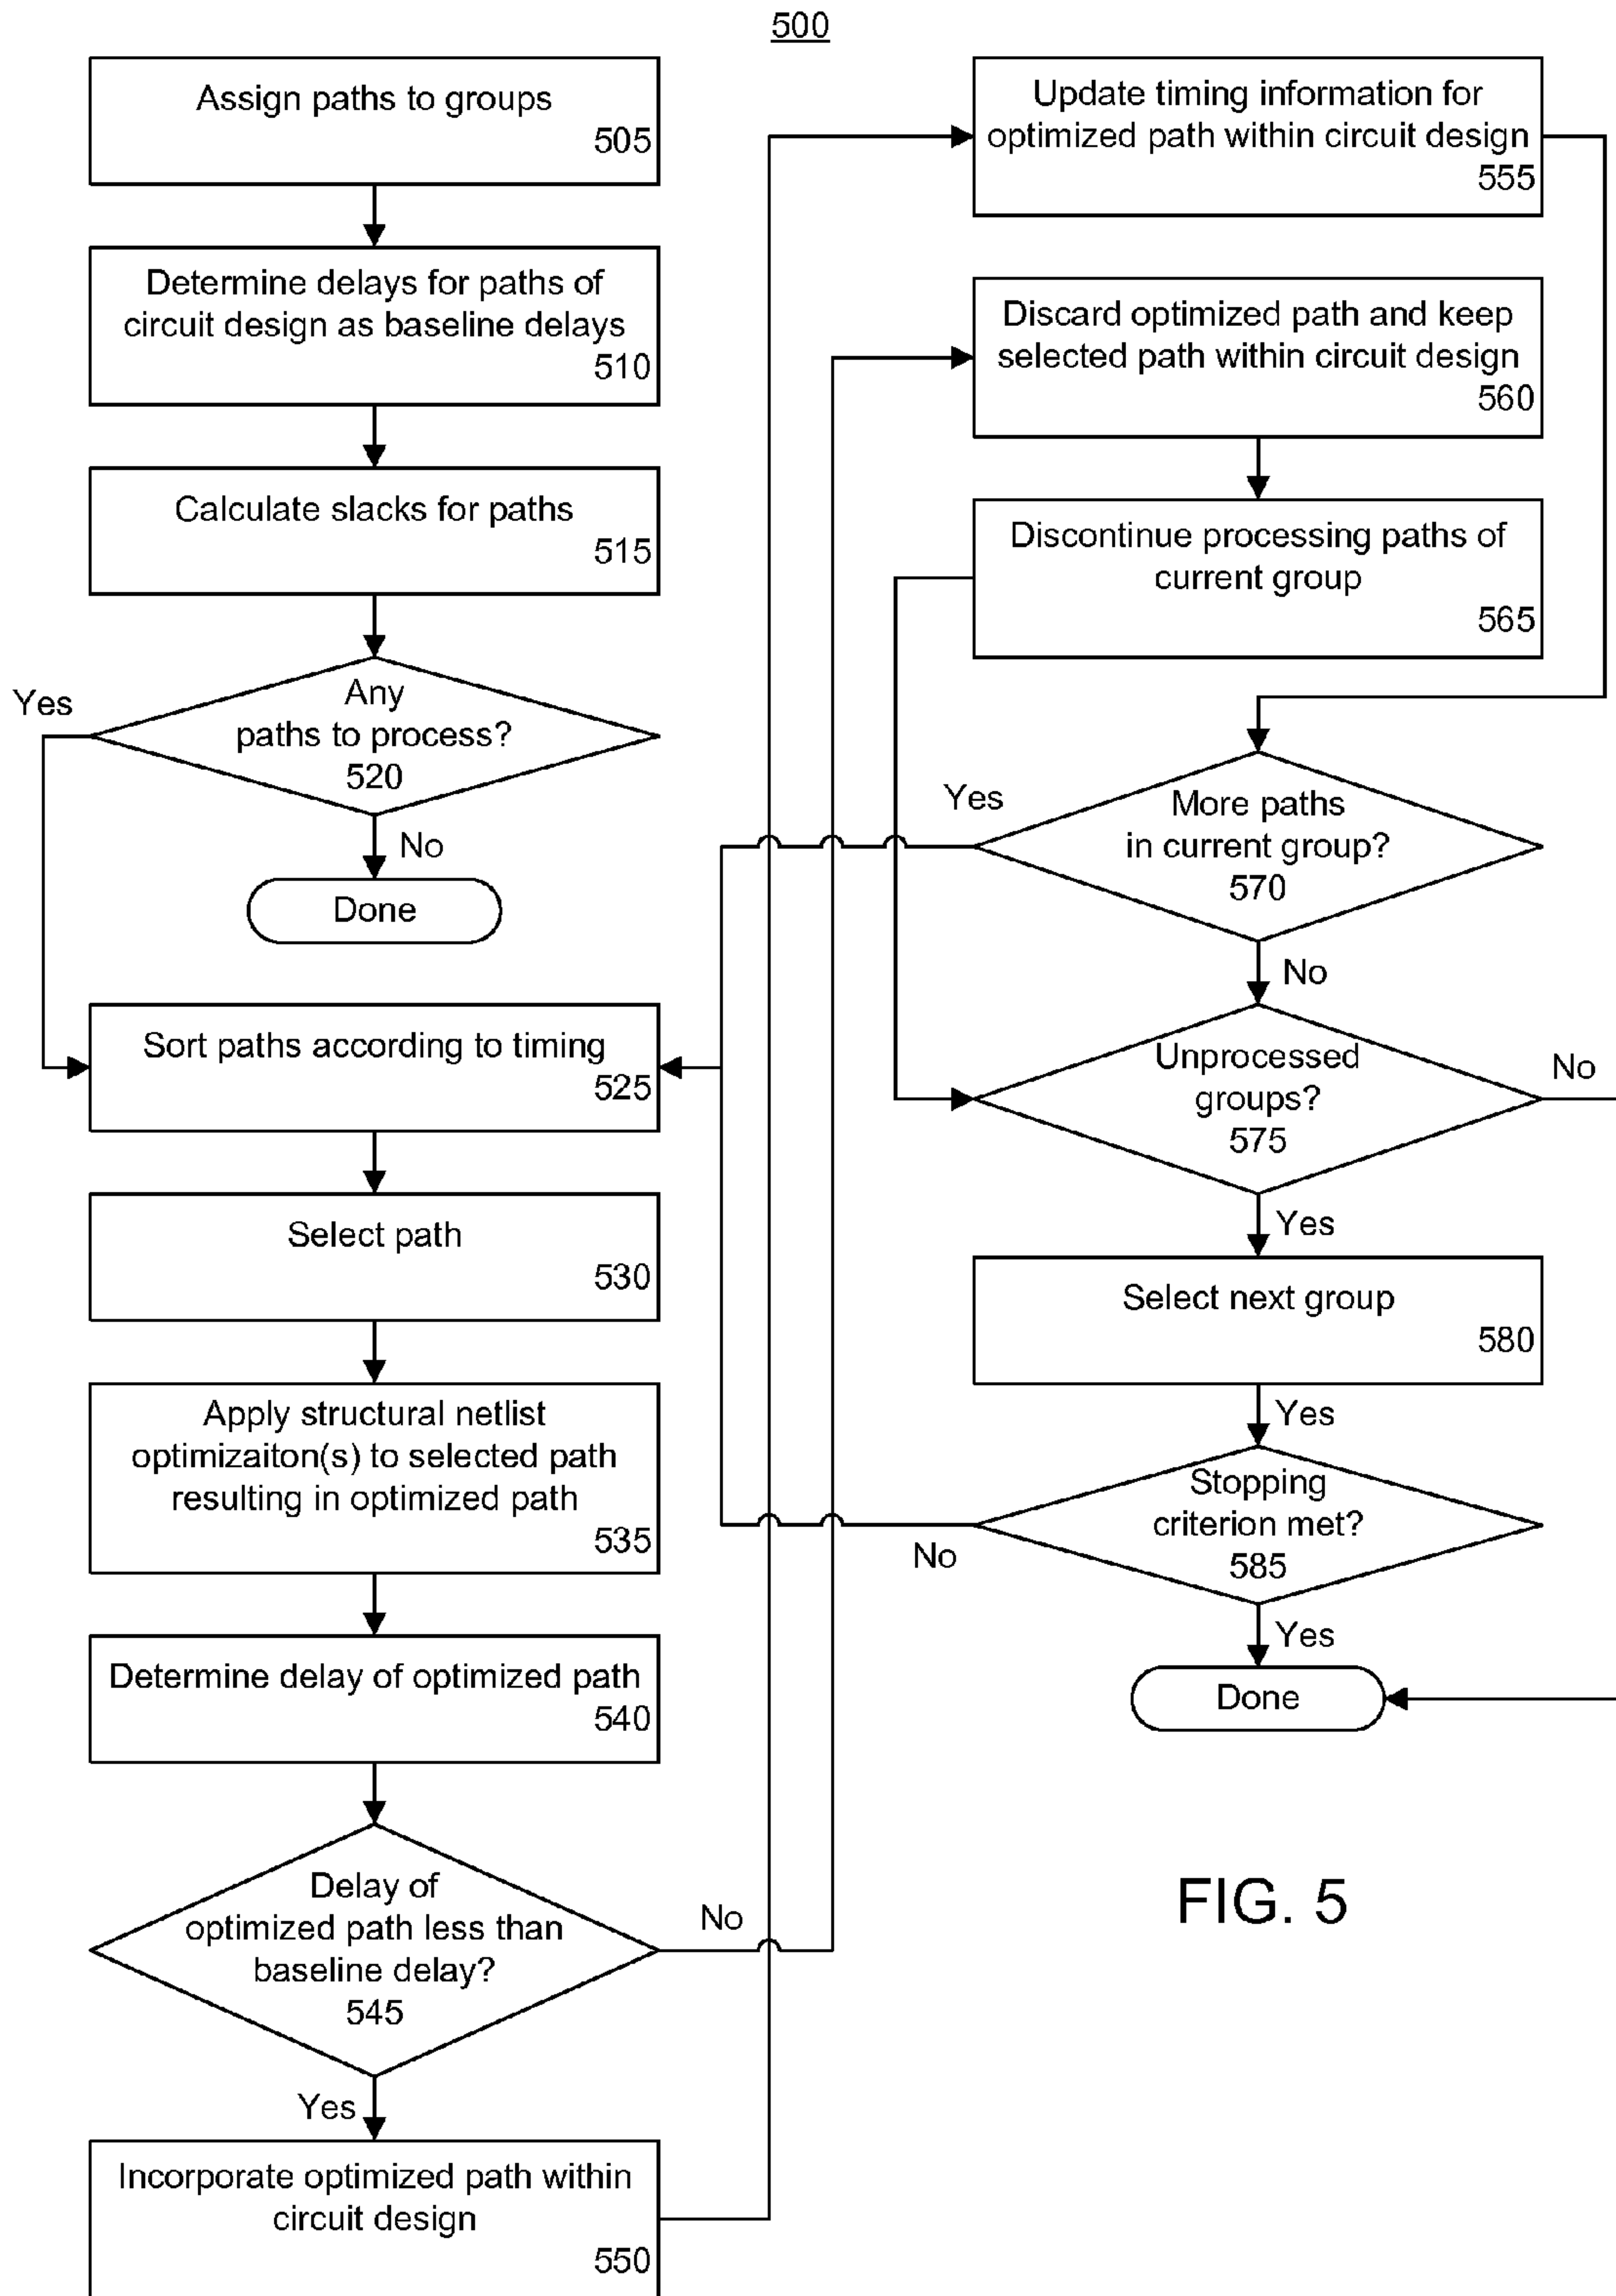 500
Assign paths to groups
505
Determine delays for paths of
circuit design as baseline delays
510
Calculate slacks for paths
515
Yes
Any
paths to process?
520
No
Done
Sort paths according to timing
525
Select path
530
Apply structural netlist
optimizaiton(s) to selected path
resulting in optimized path
535
Determine delay of optimized path
540
Delay of
optimized path less than
baseline delay?
545
No
Yes
Incorporate optimized path within
circuit design
550
Update timing information for
optimized path within circuit design
555
Discard optimized path and keep
selected path within circuit design
560
Discontinue processing paths of
current group
565
Yes
More paths
in current group?
570
No
Unprocessed
groups?
575
No
Yes
Select next group
580
Yes
Stopping
criterion met?
585
No
Yes
Done
FIG. 5